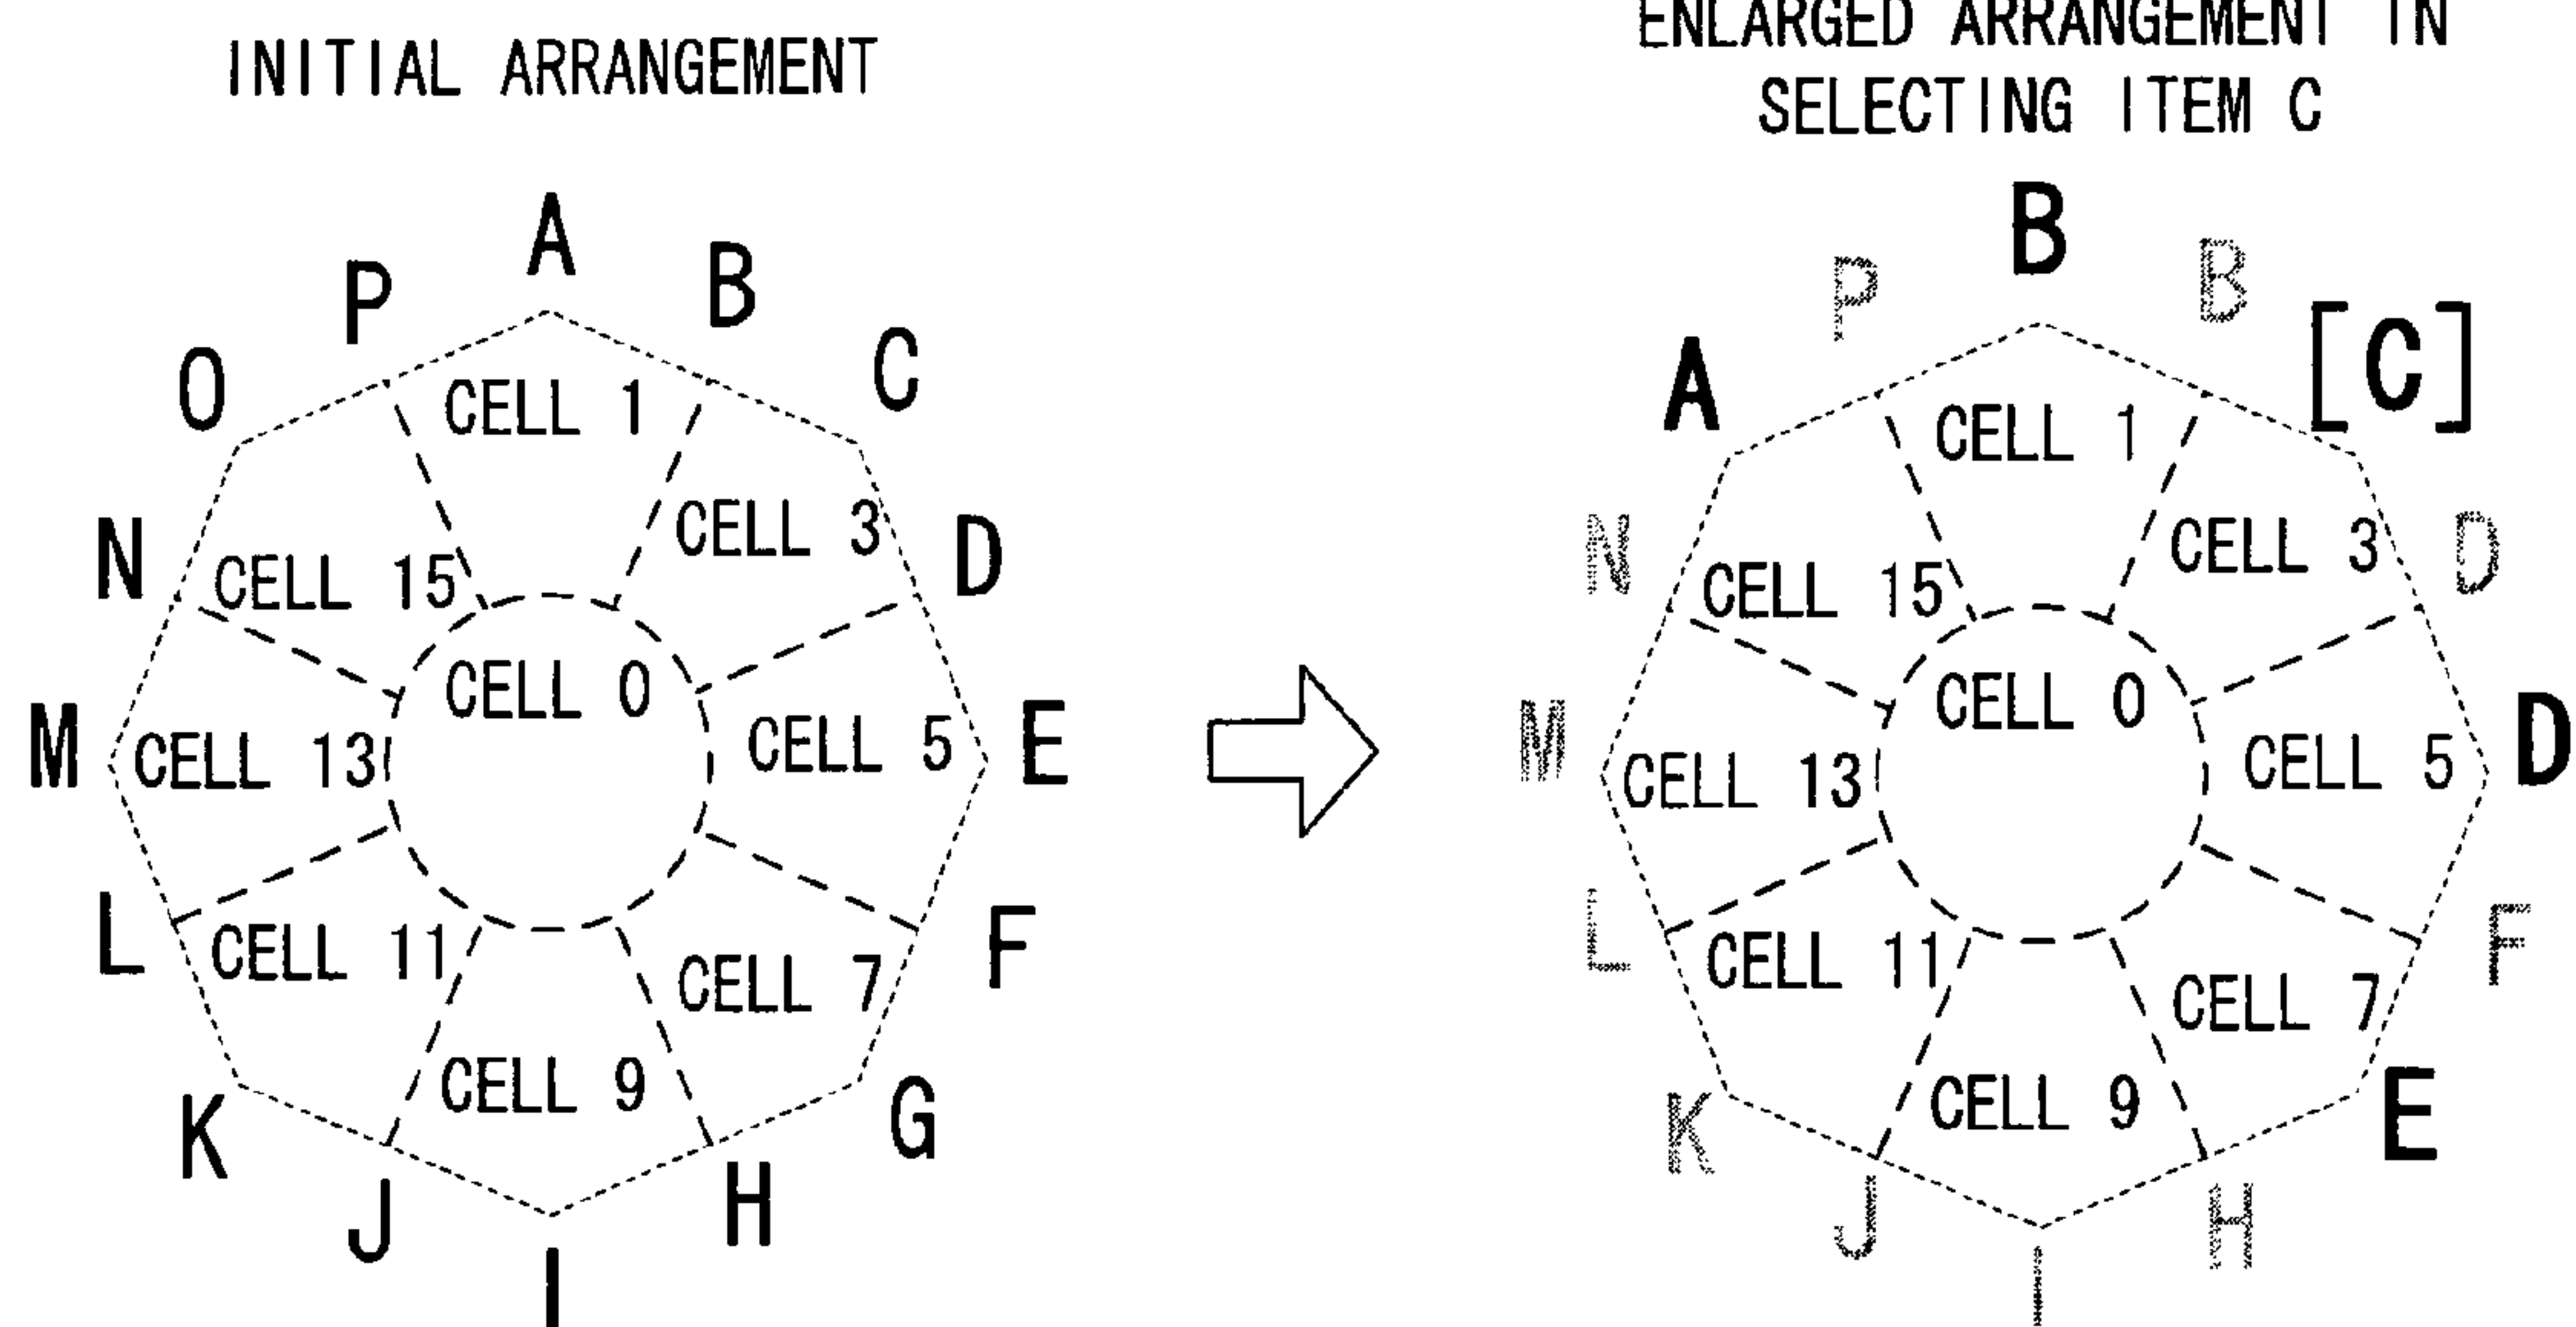 INITIAL ARRANGEMENT
A
P
B
O
C
CELL 1
N
CELL 3
D
CELL 15
CELL 0
M
CELL 13
CELL 5
E
L
CELL 11
CELL 7
F
CELL 9
K
G
J
H
I
ENLARGED ARRANGEMENT IN
SELECTING ITEM C
B
P
B
A
[C]
CELL 1
N
CELL 3
D
CELL 15
CELL 0
M
CELL 13
CELL 5
D
L
CELL 11
CELL 7
F
CELL 9
K
E
J
H
I